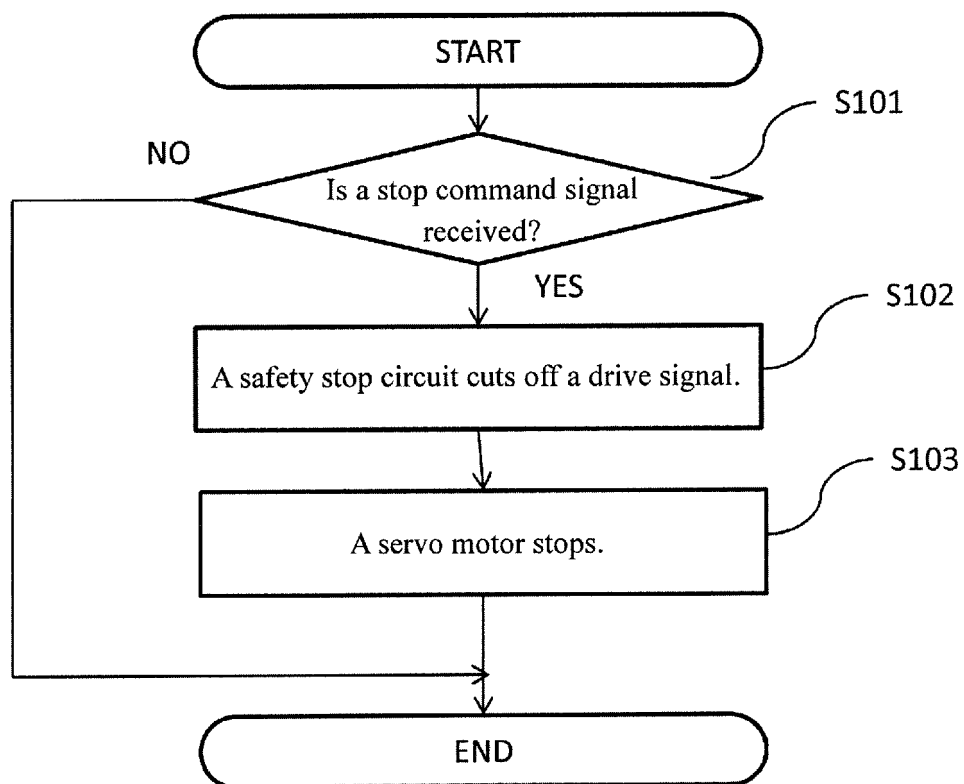 START
S101
NO
Is a stop command signal
received?
YES
S102
A safety stop circuit cuts off a drive signal.
S103
A servo motor stops.
END